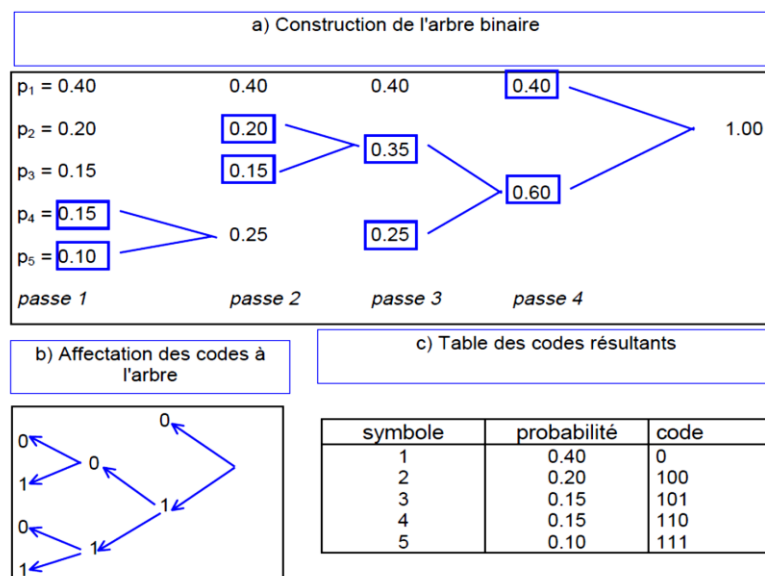 a) Construction de l'arbre binaire
p₁ = 0.40 0.40 0.40 0.40
p₂ = 0.20 0.20 0.35 1.00
p₃ = 0.15 0.15 0.60
p₄ = 0.15 0.25 0.25
p₅ = 0.10
passe 1 passe 2 passe 3 passe 4
b) Affectation des codes à
l'arbre
0
0
0
1
1
0
1
1
c) Table des codes résultants
symbole probabilité code
1 0.40 0
2 0.20 100
3 0.15 101
4 0.15 110
5 0.10 111